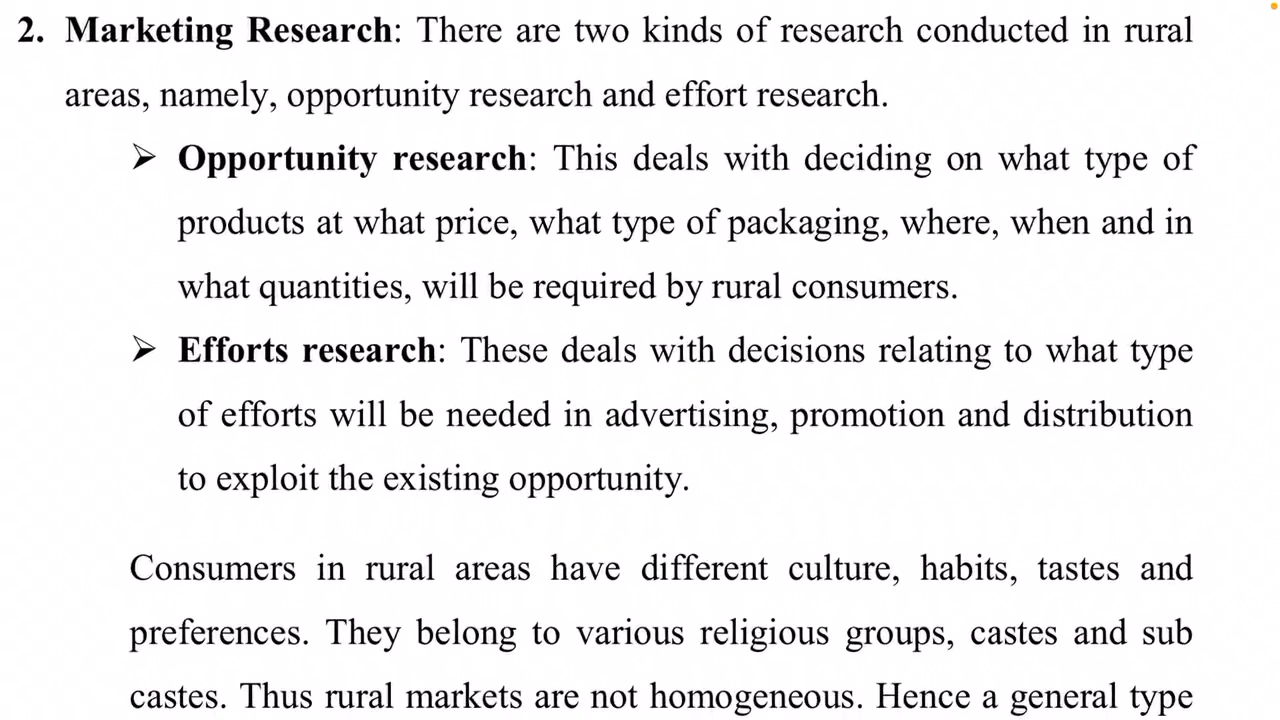 2. Marketing Research: There are two kinds of research conducted in rural
areas, namely, opportunity research and effort research.
➢ Opportunity research: This deals with deciding on what type of
products at what price, what type of packaging, where, when and in
what quantities, will be required by rural consumers.
➢ Efforts research: These deals with decisions relating to what type
of efforts will be needed in advertising, promotion and distribution
to exploit the existing opportunity.
Consumers in rural areas have different culture, habits, tastes and
preferences. They belong to various religious groups, castes and sub
castes. Thus rural markets are not homogeneous. Hence a general type